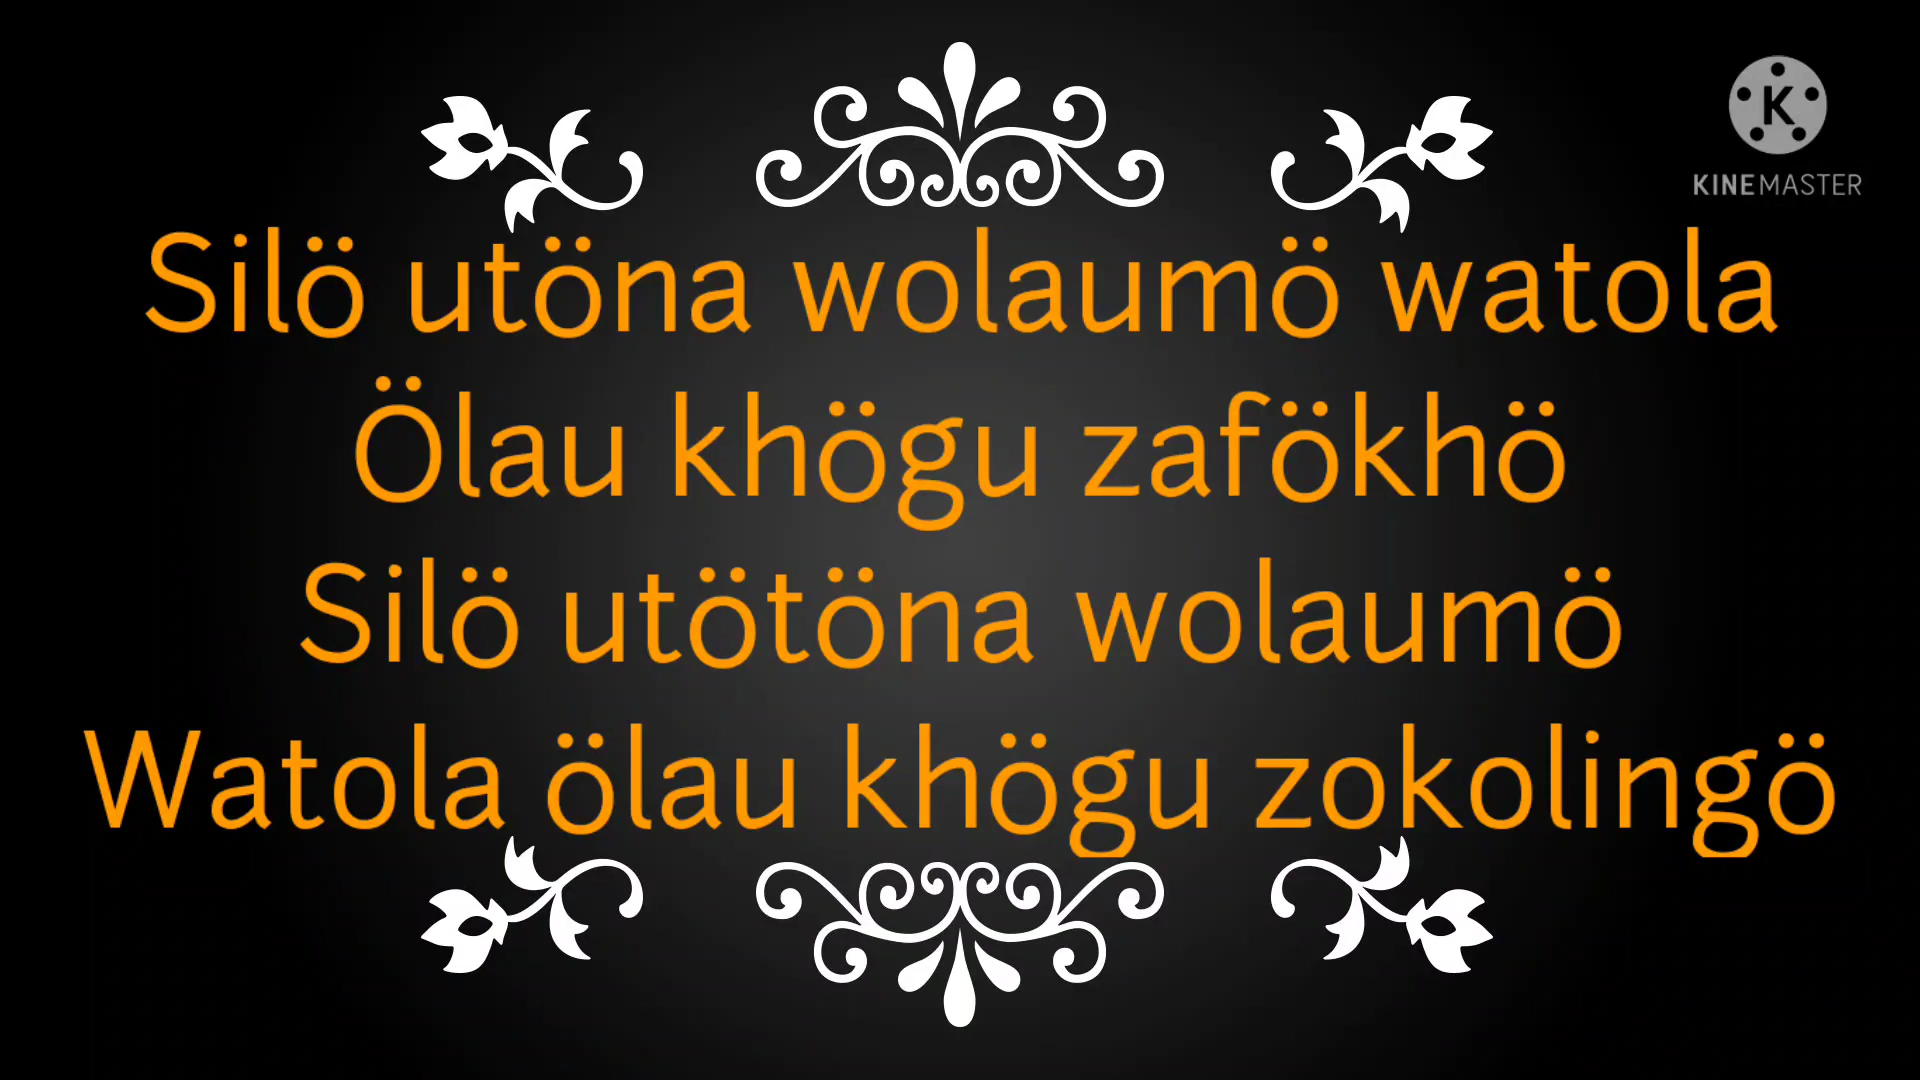 KINEMASTER
Silö utöna wolaumö watola
Ölau khögu zafökhö
Silö utötöna wolaumö
Watola ölau khögu zokolingö